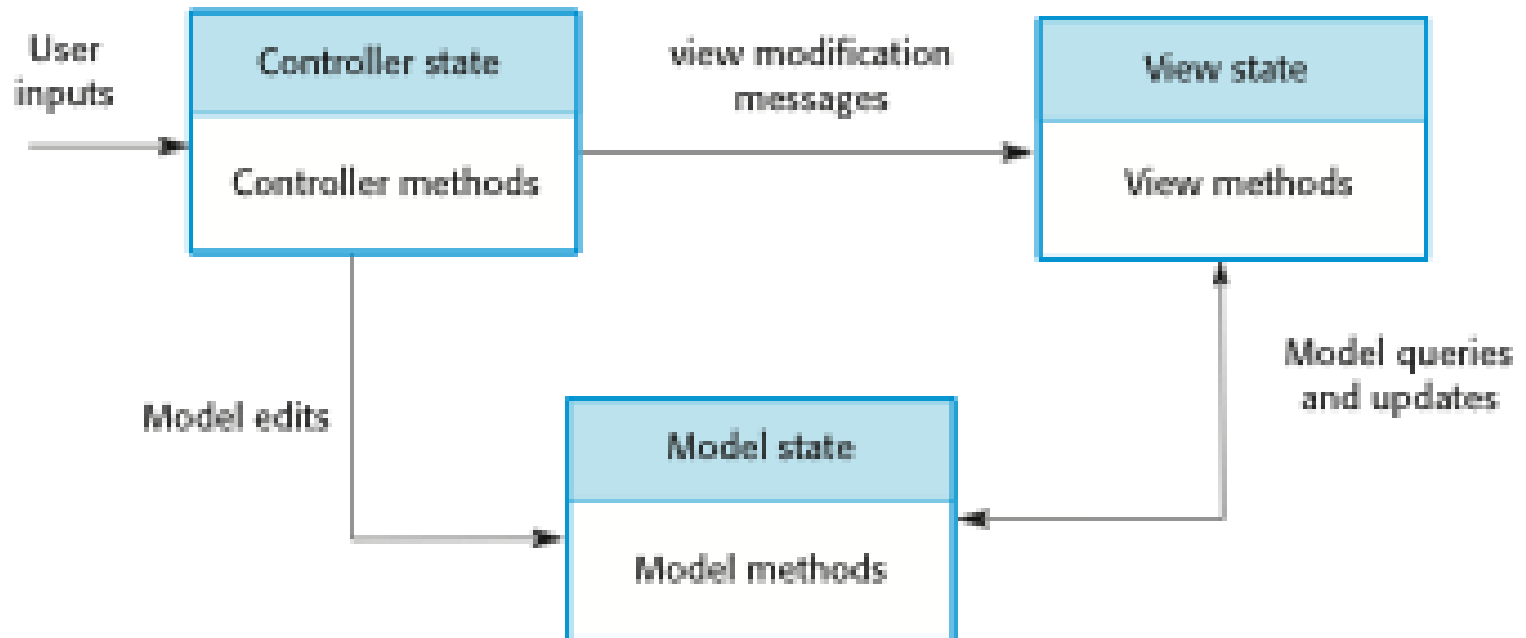 User
inputs
Controller state
Controller methods
view modification
messages
View state
View methods
Model edits
Model state
Model methods
Model queries
and updates